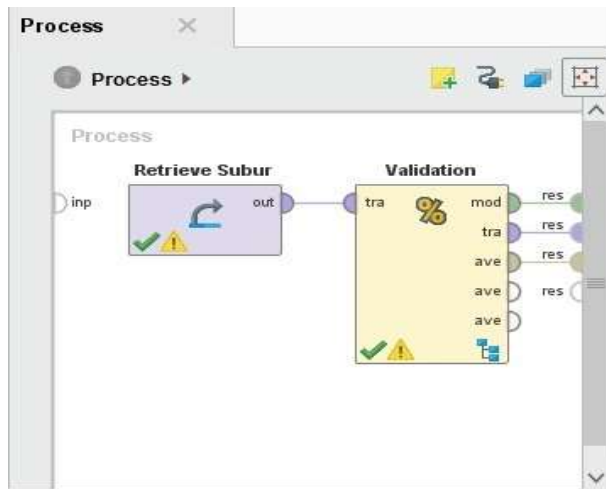 Process
Process
Process
Retrieve Subur
Validation
inp
out
tra
mod
res
tra
res
ave
res
ave
res
ave